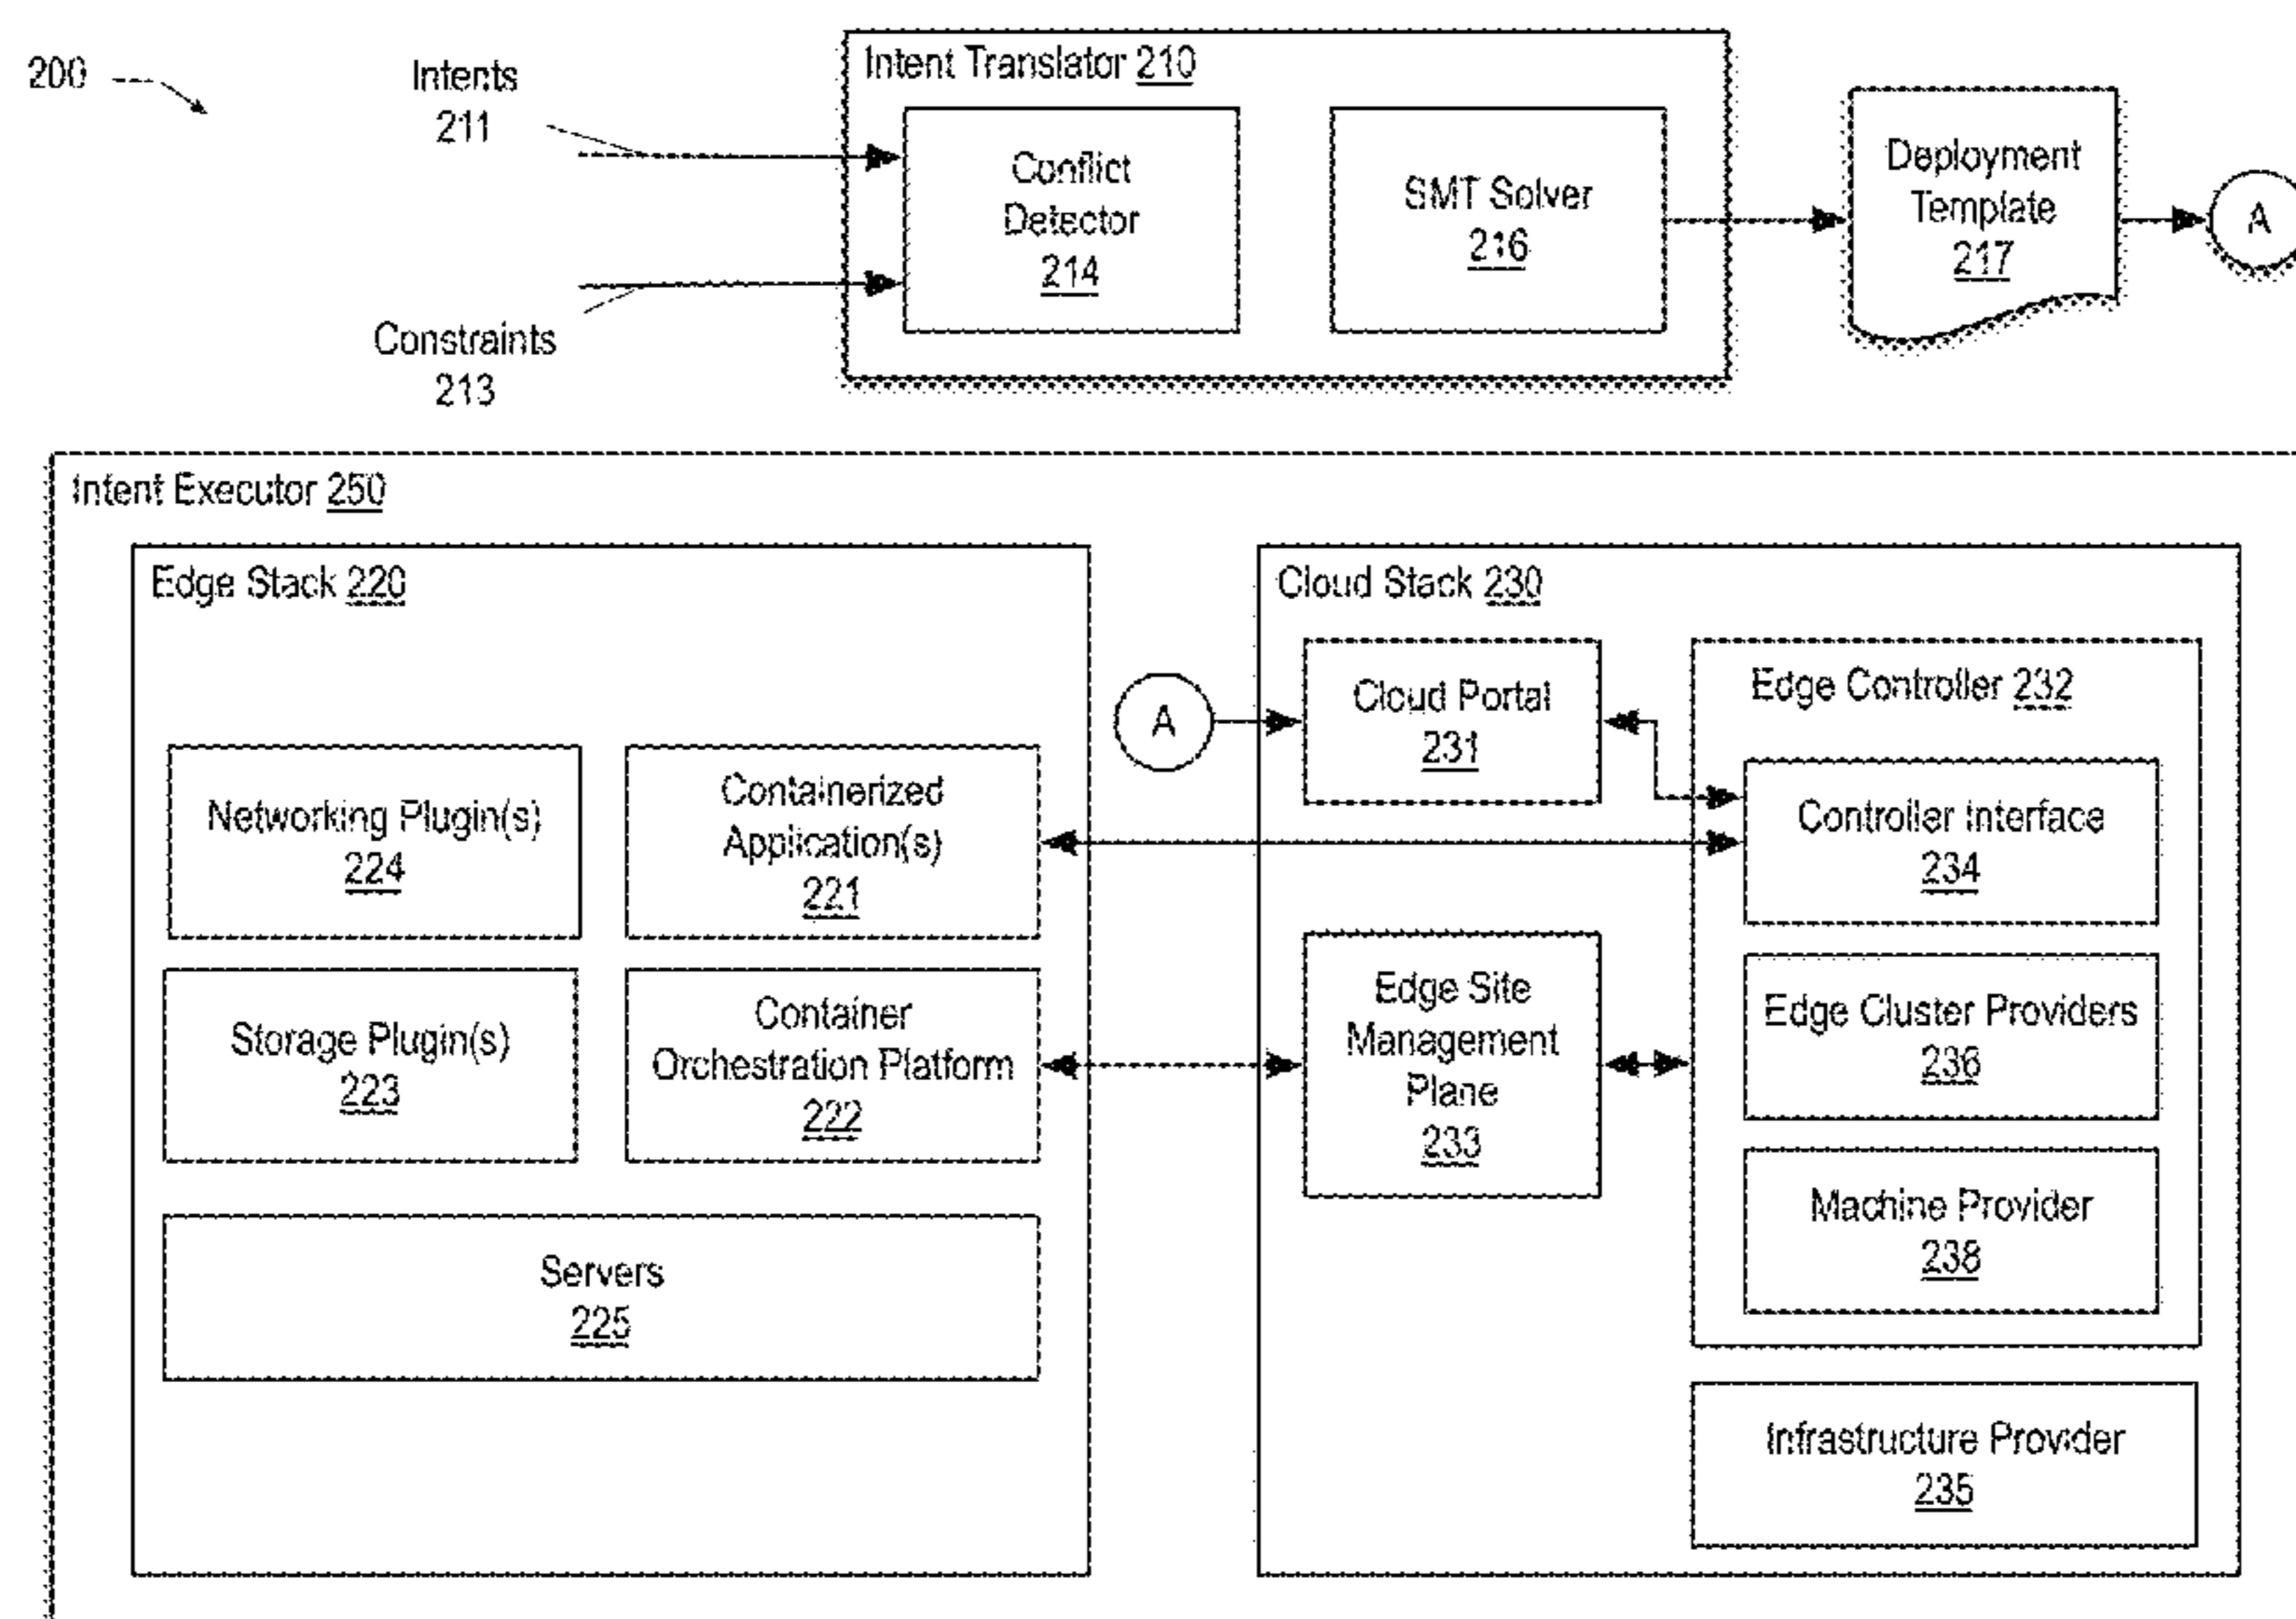 200
Intents
211
Constraints
213
Intent Translator 210
Conflict
Detector
214
SMT Solver
216
Deployment
Template
217
A
Intent Executor 250
Edge Stack 220
Networking Plugin(s)
224
Containerized
Application(s)
221
Storage Plugin(s)
223
Container
Orchestration Platform
222
Servers
225
A
Cloud Stack 230
Cloud Portal
231
Edge Site
Management
Plane
233
Edge Controller 232
Controller Interface
234
Edge Cluster Providers
236
Machine Provider
238
Infrastructure Provider
235